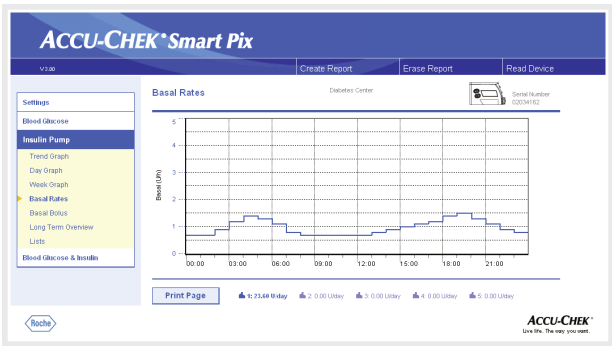 ACCU-CHEK® Smart Pix
V 3.00
Create Report
Erase Report
Read Device
Settings
Blood Glucose
Insulin Pump
Trend Graph
Day Graph
Week Graph
Basal Rates
Basal Bolus
Long Term Overview
Lists
Blood Glucose & Insulin
Basal Rates
Diabetes Center
Serial Number
02034162
Basal (U/h)
5
4
3
2
1
0
00:00 03:00 06:00 09:00 12:00 15:00 18:00 21:00
Print Page
1: 23.60 U/day 2: 0.00 U/day 3: 0.00 U/day 4: 0.00 U/day 5: 0.00 U/day
Roche
ACCU-CHEK®
Live life. The way you want.